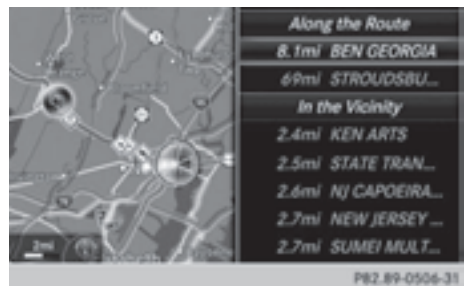 Along the Route
8.1mi BEN GEORGIA
69mi STROUDSBU...
In the Vicinity
2.4mi KEN ARTS
2.5mi STATE TRAN...
2.6mi NJ CAPOEIRA...
2.7mi NEW JERSEY ...
2.7mi SUMEI MULT...
2mi
P82.89-0506-31